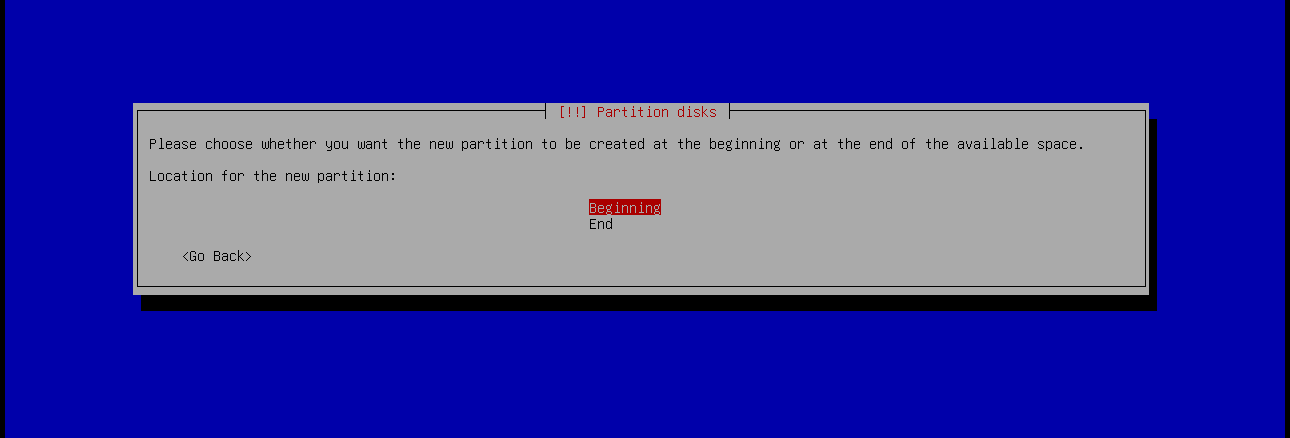 [!!] Partition disks
Please choose whether you want the new partition to be created at the beginning or at the end of the available space.
Location for the new partition:
Beginning
End
<Go Back>